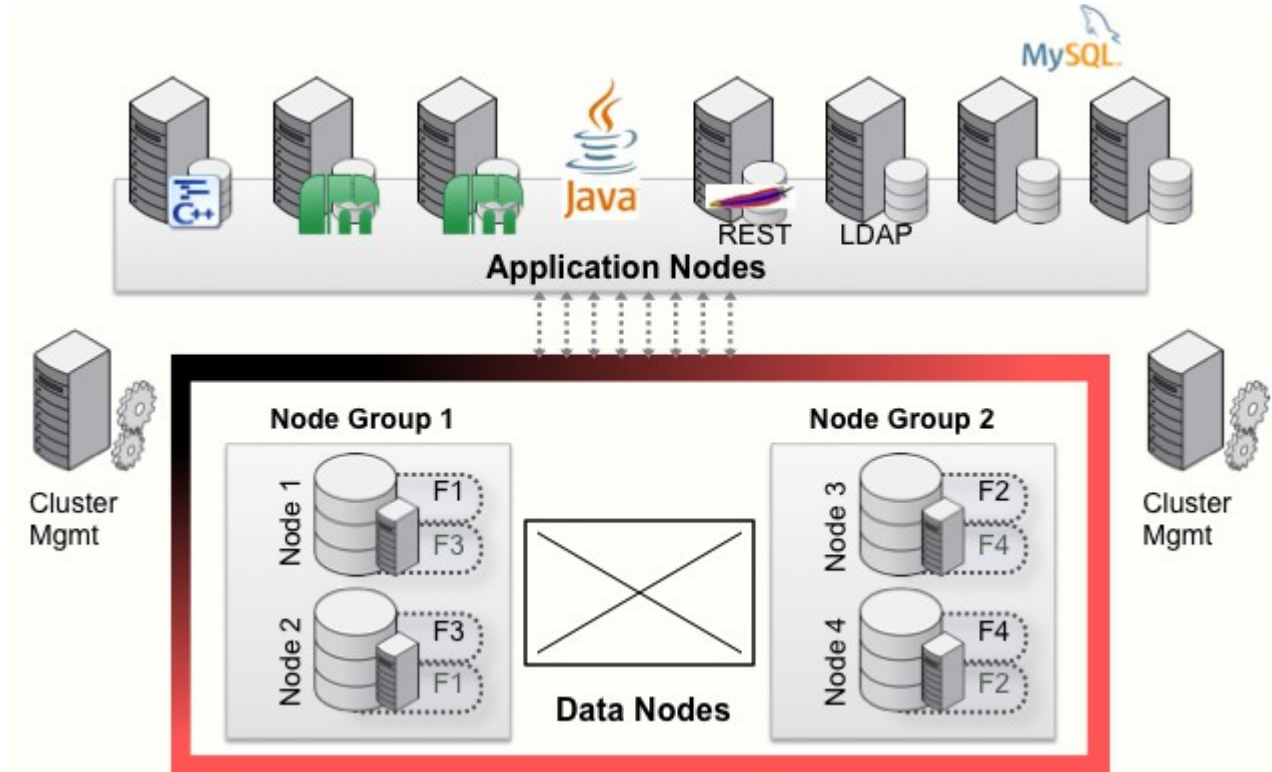 MySQL
C++
Java
REST
LDAP
Application Nodes
Cluster
Mgmt
Cluster
Mgmt
Node Group 1
Node 1
F1
F3
Node 2
F3
F1
Data Nodes
Node Group 2
Node 3
F2
F4
Node 4
F4
F2